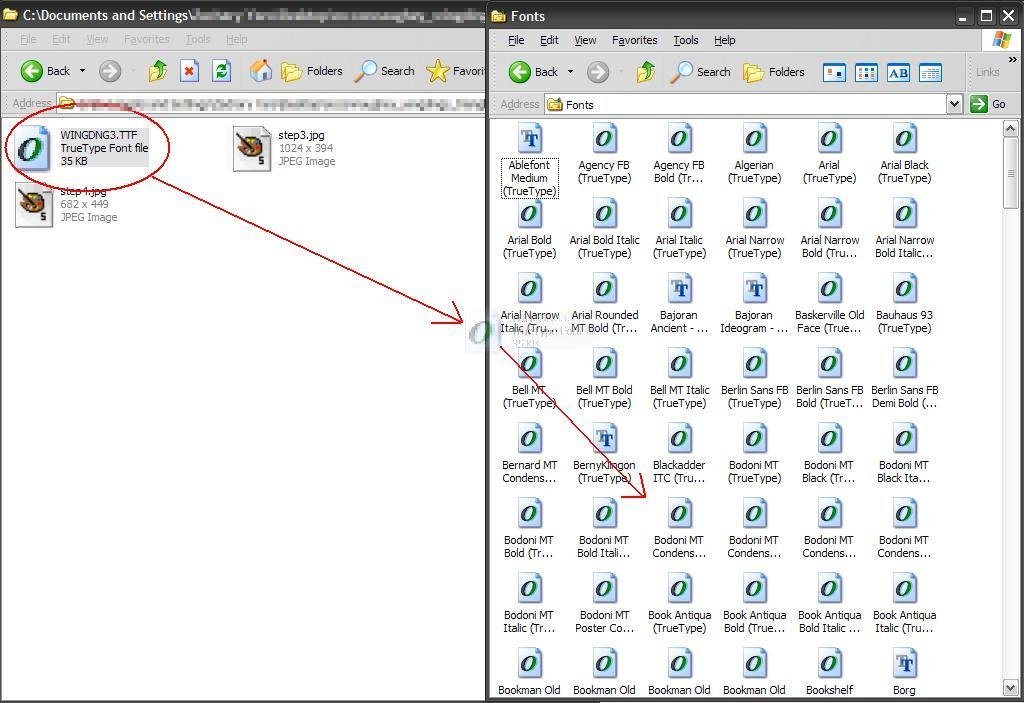 C:\Documents and Settings\
File Edit View Favorites Tools Help
Back Folders Search Favori
Address
WINGDNG3.TTF
TrueType Font file
35 KB
step3.jpg
1024 x 394
JPEG Image
step4.jpg
682 x 449
JPEG Image
Fonts
File Edit View Favorites Tools Help
Back Search Folders Links »
Address Fonts Go
Ablefont Medium (TrueType)
Agency FB (TrueType)
Agency FB Bold (Tr...
Algerian (TrueType)
Arial (TrueType)
Arial Black (TrueType)
Arial Bold (TrueType)
Arial Bold Italic (TrueType)
Arial Italic (TrueType)
Arial Narrow (TrueType)
Arial Narrow Bold (Tru...
Arial Narrow Bold Italic...
Arial Narrow Italic (Tru...
Arial Rounded MT Bold (Tr...
Bajoran Ancient - ...
Bajoran Ideogram - ...
Baskerville Old Face (True...
Bauhaus 93 (TrueType)
Bell MT (TrueType)
Bell MT Bold (TrueType)
Bell MT Italic (TrueType)
Berlin Sans FB (TrueType)
Berlin Sans FB Bold (TrueT...
Berlin Sans FB Demi Bold (...
Bernard MT Condens...
BernyKlingon (TrueType)
Blackadder ITC (Tru...
Bodoni MT (TrueType)
Bodoni MT Black (Tr...
Bodoni MT Black Ita...
Bodoni MT Bold (Tr...
Bodoni MT Bold Itali...
Bodoni MT Condens...
Bodoni MT Condens...
Bodoni MT Condens...
Bodoni MT Condens...
Bodoni MT Italic (Tr...
Bodoni MT Poster Co...
Book Antiqua (TrueType)
Book Antiqua Bold (True...
Book Antiqua Bold Italic ...
Book Antiqua Italic (Tru...
Bookman Old
Bookman Old
Bookman Old
Bookman Old
Bookshelf
Borg